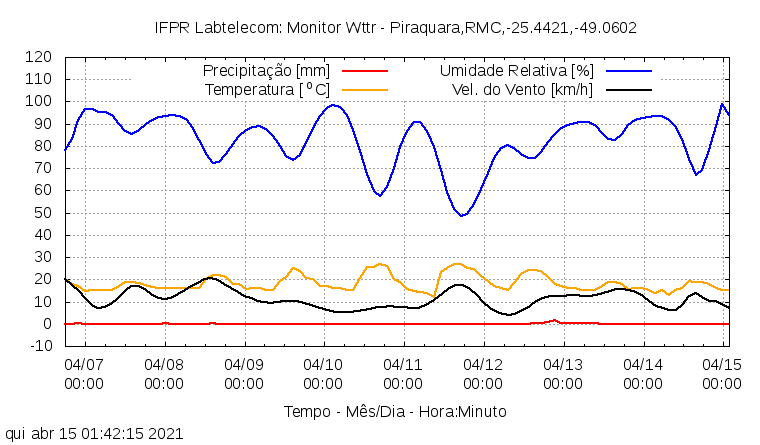 IFPR Labtelecom: Monitor Wttr - Piraquara,RMC,-25.4421,-49.0602
Precipitação [mm]
Temperatura [ºC]
Umidade Relativa [%]
Vel. do Vento [km/h]
120
110
100
90
80
70
60
50
40
30
20
10
0
-10
04/07 04/08 04/09 04/10 04/11 04/12 04/13 04/14 04/15
00:00 00:00 00:00 00:00 00:00 00:00 00:00 00:00 00:00
Tempo - Mês/Dia - Hora:Minuto
qui abr 15 01:42:15 2021